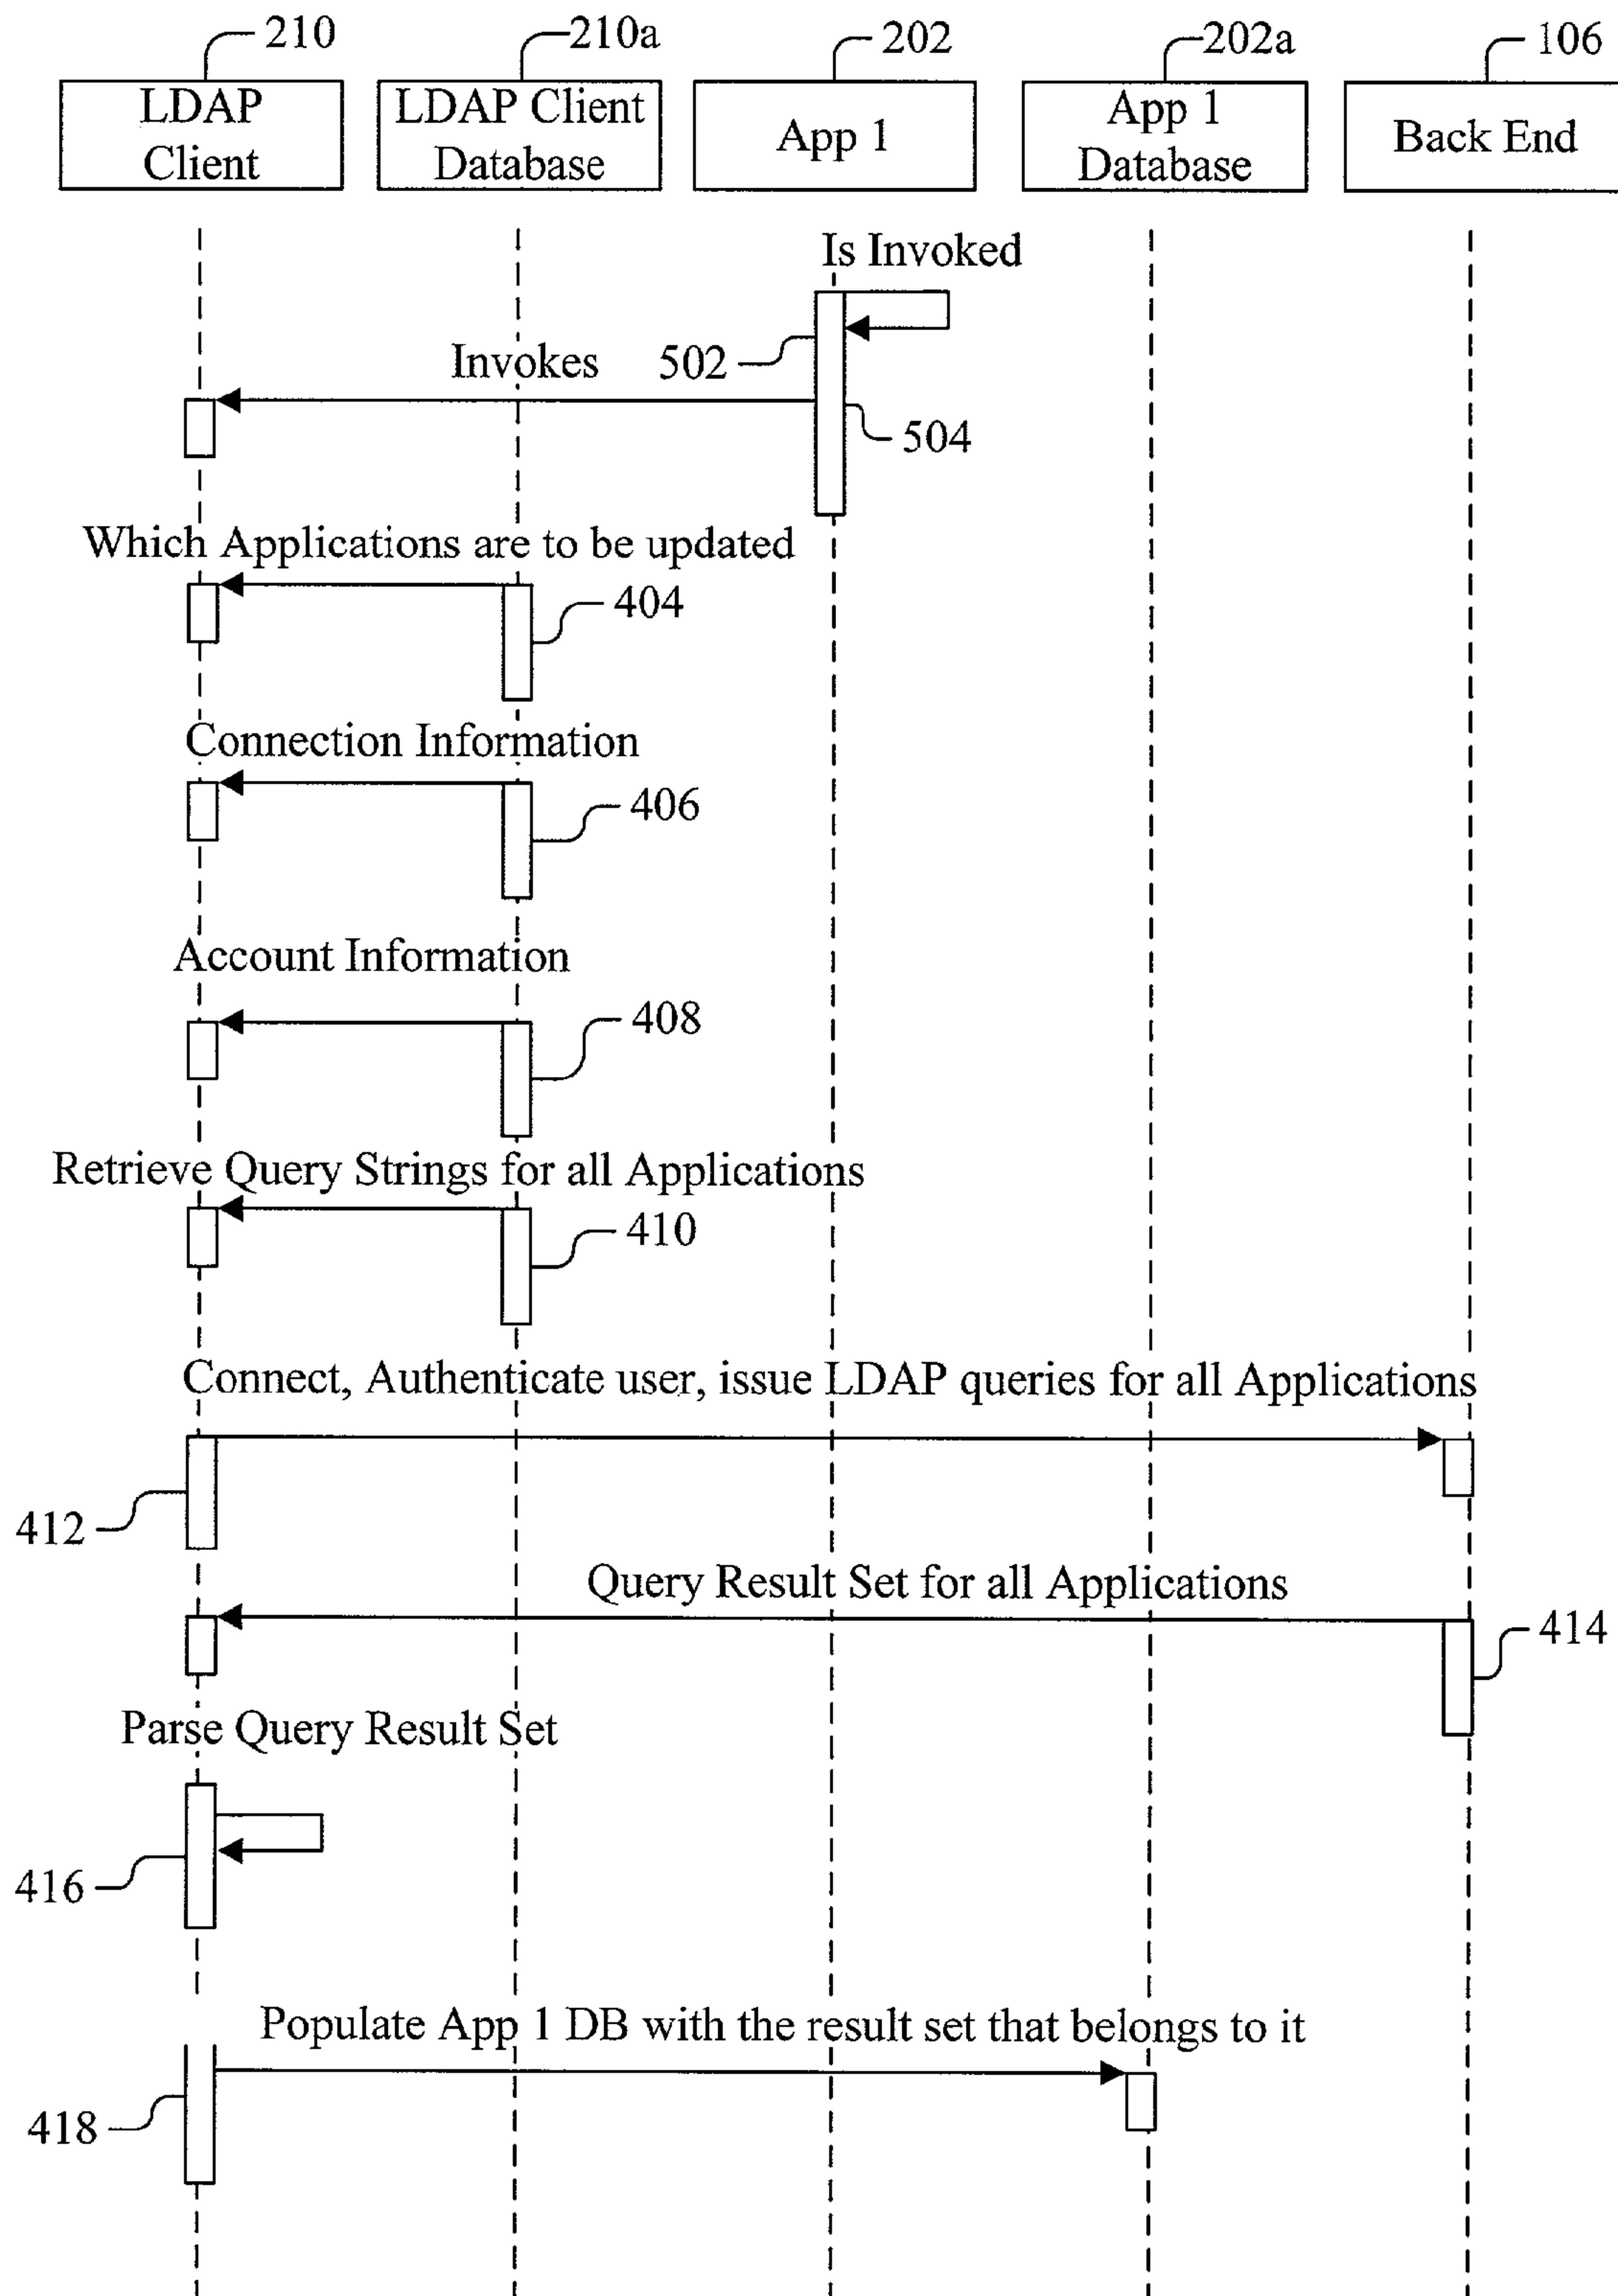 210
210a
202
202a
106
LDAP
Client
LDAP Client
Database
App 1
App 1
Database
Back End
Is Invoked
Invokes
502
504
Which Applications are to be updated
404
Connection Information
406
Account Information
408
Retrieve Query Strings for all Applications
410
Connect, Authenticate user, issue LDAP queries for all Applications
412
Query Result Set for all Applications
414
Parse Query Result Set
416
Populate App 1 DB with the result set that belongs to it
418